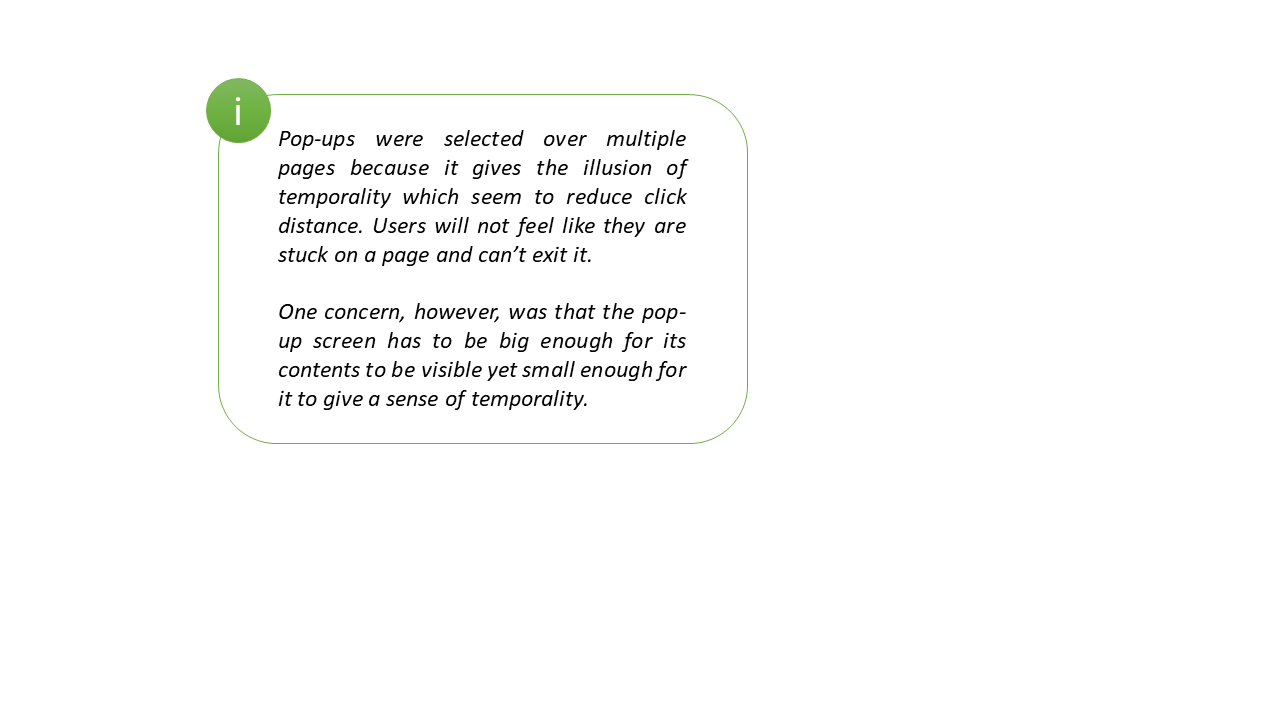 i
Pop-ups were selected over multiple
pages because it gives the illusion of
temporality which seem to reduce click
distance. Users will not feel like they are
stuck on a page and can’t exit it.
One concern, however, was that the pop-
up screen has to be big enough for its
contents to be visible yet small enough for
it to give a sense of temporality.